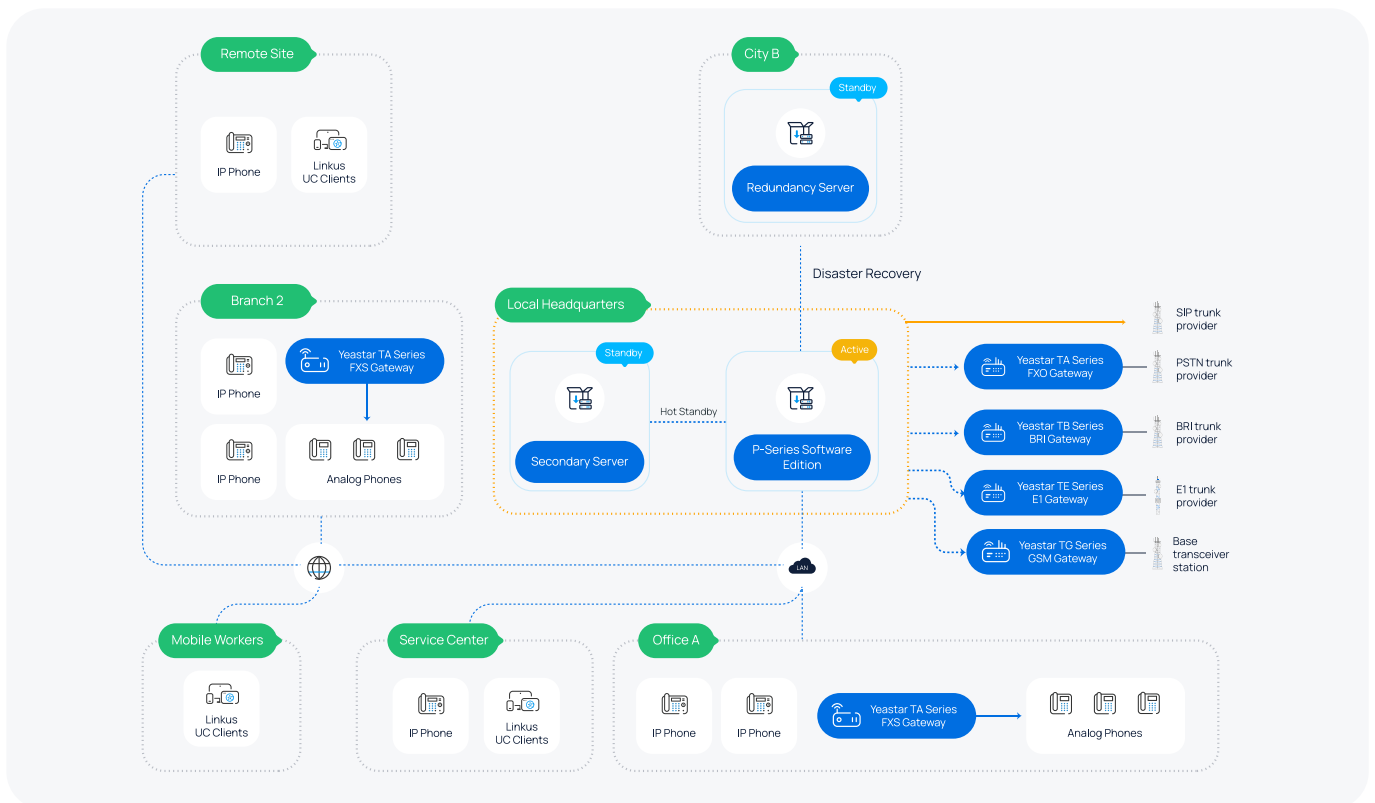 Remote Site
IP Phone
Linkus
UC Clients
City B
Standby
Redundancy Server
Disaster Recovery
Branch 2
IP Phone
Yeastar TA Series
FXS Gateway
IP Phone
Analog Phones
Local Headquarters
Standby
Secondary Server
Hot Standby
Active
P-Series Software
Edition
SIP trunk
provider
Yeastar TA Series
FXO Gateway
PSTN trunk
provider
Yeastar TB Series
BRI Gateway
BRI trunk
provider
Yeastar TE Series
E1 Gateway
E1 trunk
provider
Yeastar TG Series
GSM Gateway
Base
transceiver
station
LAN
Mobile Workers
Linkus
UC Clients
Service Center
IP Phone
Linkus
UC Clients
Office A
IP Phone
IP Phone
Yeastar TA Series
FXS Gateway
Analog Phones